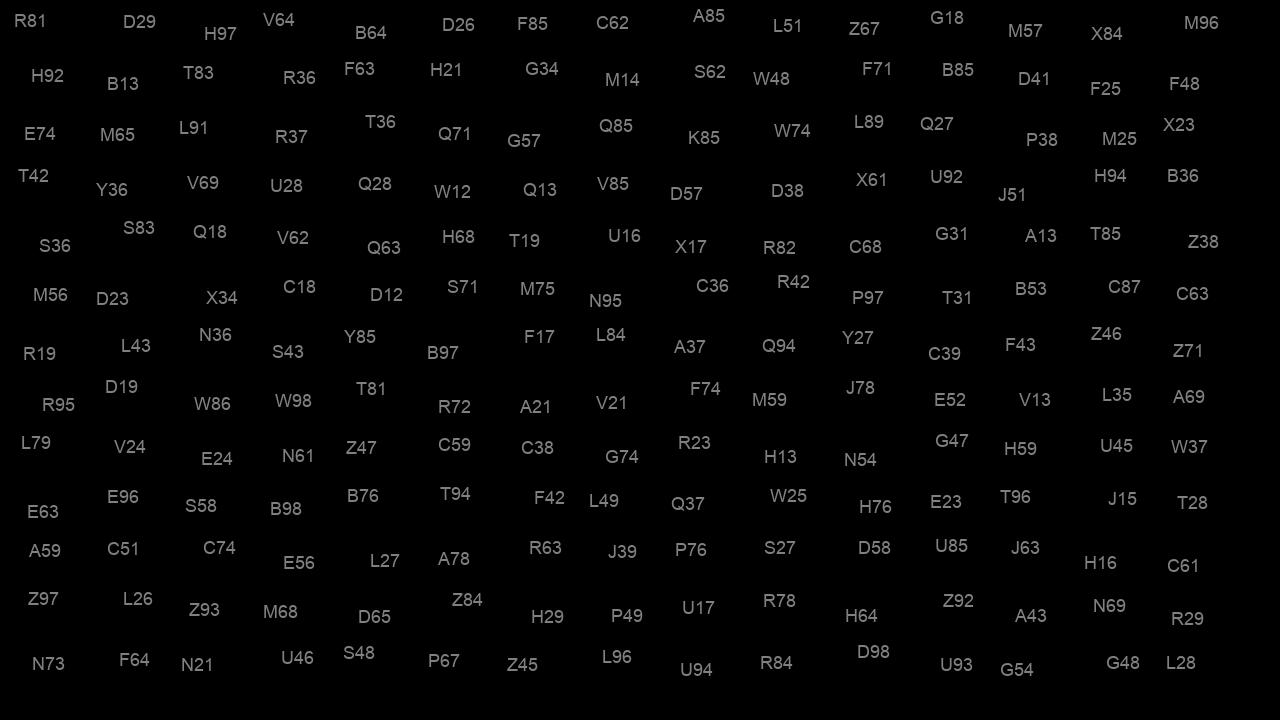 R81 D29 H97 V64 B64 D26 F85 C62 A85 L51 Z67 G18 M57 X84 M96
H92 B13 T83 R36 F63 H21 G34 M14 S62 W48 F71 B85 D41 F25 F48
E74 M65 L91 R37 T36 Q71 G57 Q85 K85 W74 L89 Q27 P38 M25 X23
T42 Y36 V69 U28 Q28 W12 Q13 V85 D57 D38 X61 U92 J51 H94 B36
S36 S83 Q18 V62 Q63 H68 T19 U16 X17 R82 C68 G31 A13 T85 Z38
M56 D23 X34 C18 D12 S71 M75 N95 C36 R42 P97 T31 B53 C87 C63
R19 L43 N36 S43 Y85 B97 F17 L84 A37 Q94 Y27 C39 F43 Z46 Z71
R95 D19 W86 W98 T81 R72 A21 V21 F74 M59 J78 E52 V13 L35 A69
L79 V24 E24 N61 Z47 C59 C38 G74 R23 H13 N54 G47 H59 U45 W37
E63 E96 S58 B98 B76 T94 F42 L49 Q37 W25 H76 E23 T96 J15 T28
A59 C51 C74 E56 L27 A78 R63 J39 P76 S27 D58 U85 J63 H16 C61
Z97 L26 Z93 M68 D65 Z84 H29 P49 U17 R78 H64 Z92 A43 N69 R29
N73 F64 N21 U46 S48 P67 Z45 L96 U94 R84 D98 U93 G54 G48 L28